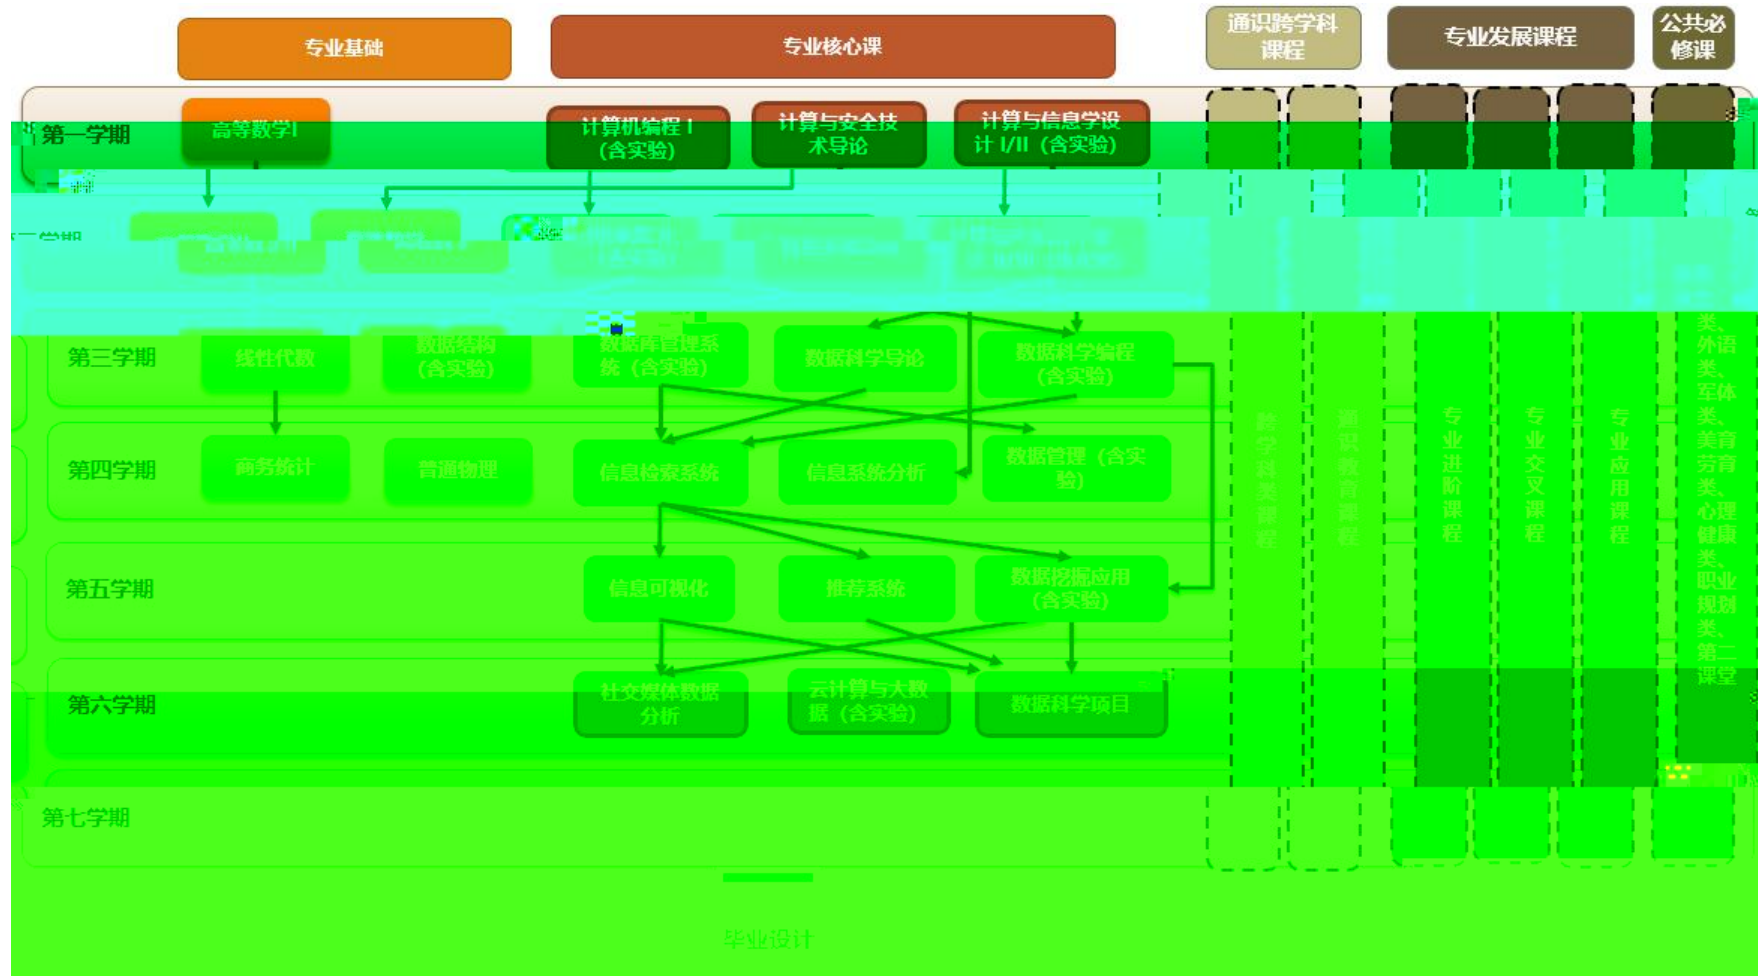 专业基础
专业核心课
通识跨学科
课程
专业发展课程
公共必
修课
第一学期
高等数学I
计算机编程 I
(含实验)
计算与安全技
术导论
计算与信息学设
计 I/II（含实验）
第三学期
线性代数
数据结构
(含实验)
数据库管理系
统（含实验）
数据科学导论
数据科学编程
(含实验)
第四学期
商务统计
普通物理
信息检索系统
信息系统分析
数据管理（含实
验）
第五学期
信息可视化
推荐系统
数据挖掘应用
(含实验)
第六学期
社交媒体数据
分析
云计算与大数
据（含实验）
数据科学项目
第七学期
毕业设计
跨学科类课程
通识教育课程
专业进阶课程
专业交叉课程
专业应用课程
类、
外语
类、
军体
类、
美育
劳育
类、
心理
健康
类、
职业
规划
类、
第二
课堂